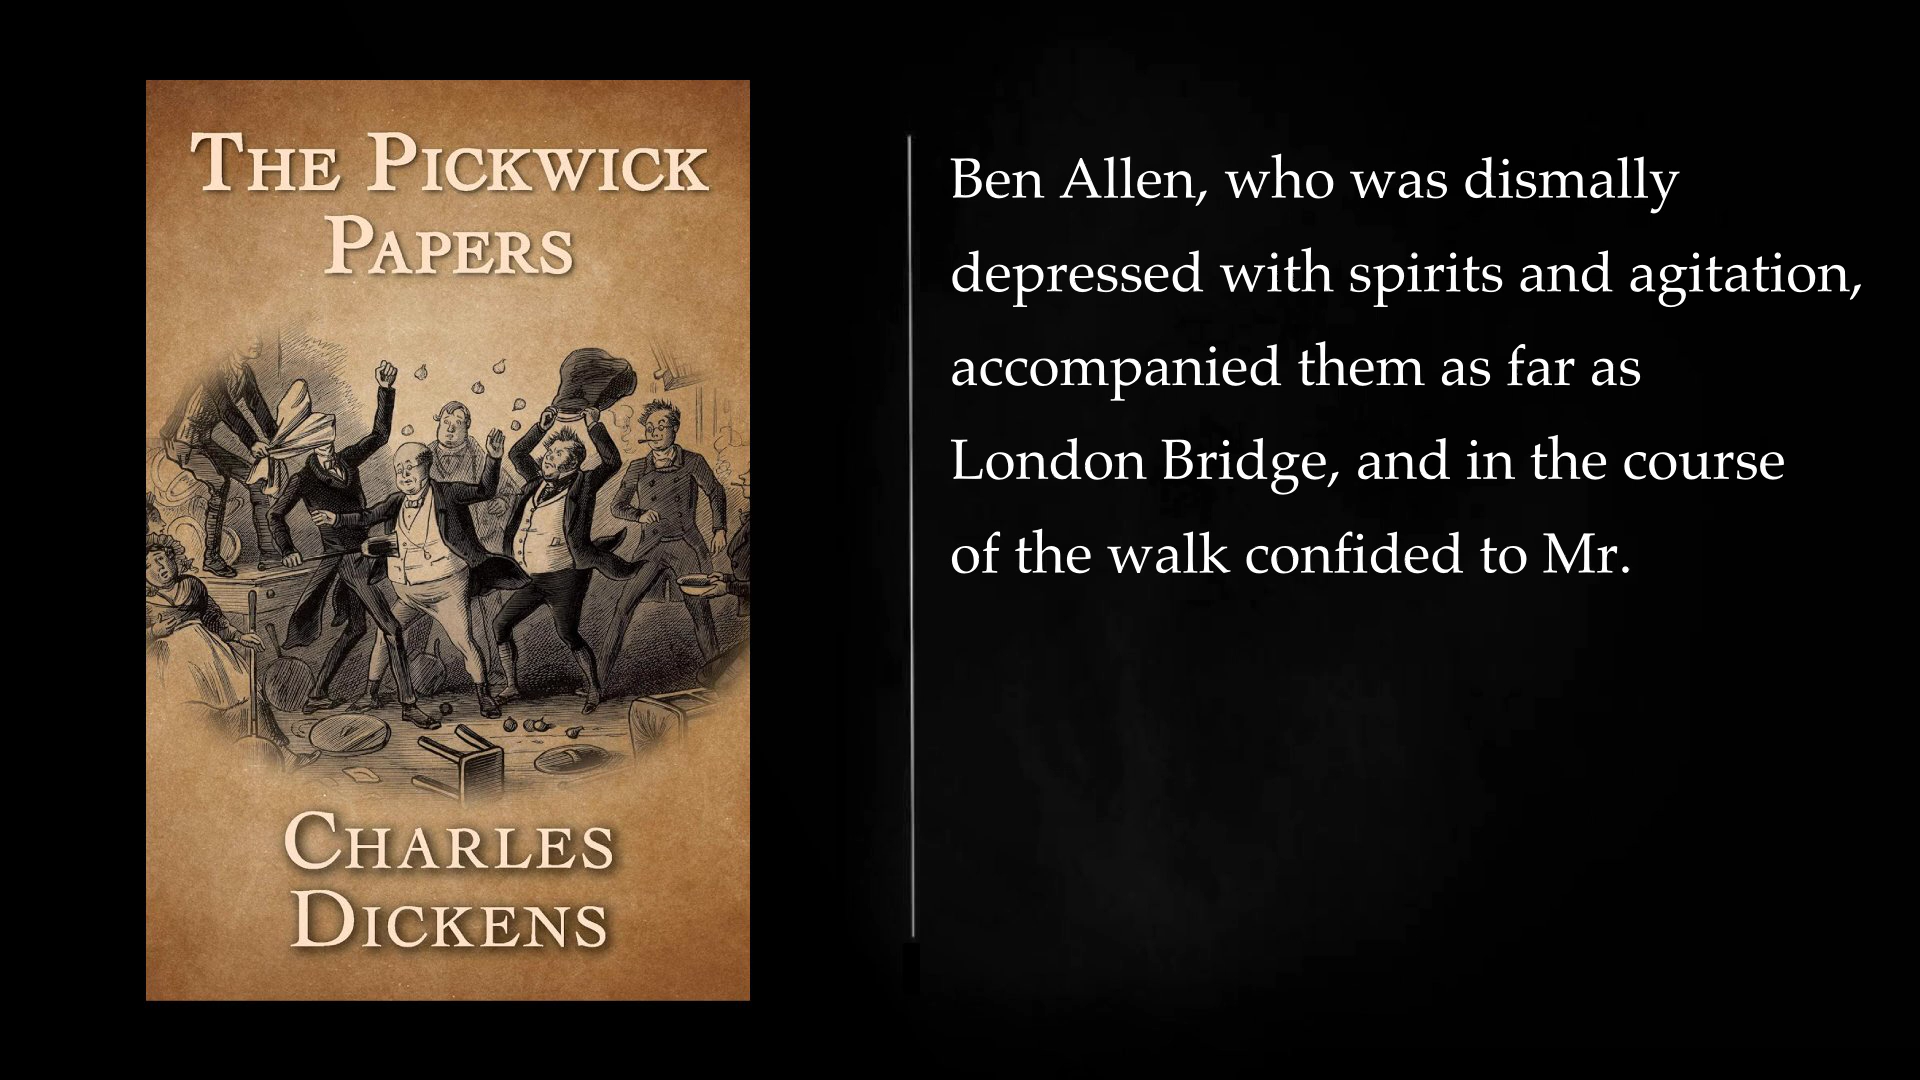 The Pickwick
Papers
Charles
Dickens
Ben Allen, who was dismally
depressed with spirits and agitation,
accompanied them as far as
London Bridge, and in the course
of the walk confided to Mr.